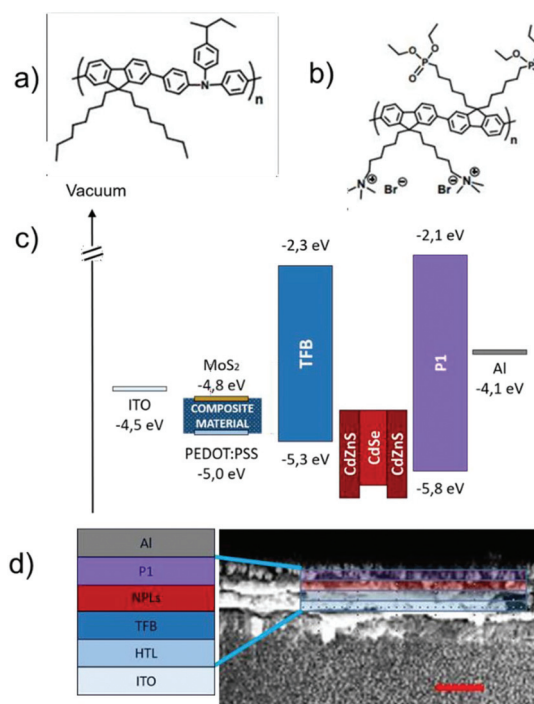 a)
N
n
b)
O
O
P
O
O
P
n
N
⊕
Br
⊖
Br
⊖
N
⊕
Vacuum
c)
-2,3 eV
-2,1 eV
TFB
P1
MoS2
-4,8 eV
ITO
-4,5 eV
COMPOSITE
MATERIAL
PEDOT:PSS
-5,0 eV
CdZnS
CdSe
CdZnS
Al
-4,1 eV
-5,3 eV
-5,8 eV
d)
Al
P1
NPLs
TFB
HTL
ITO